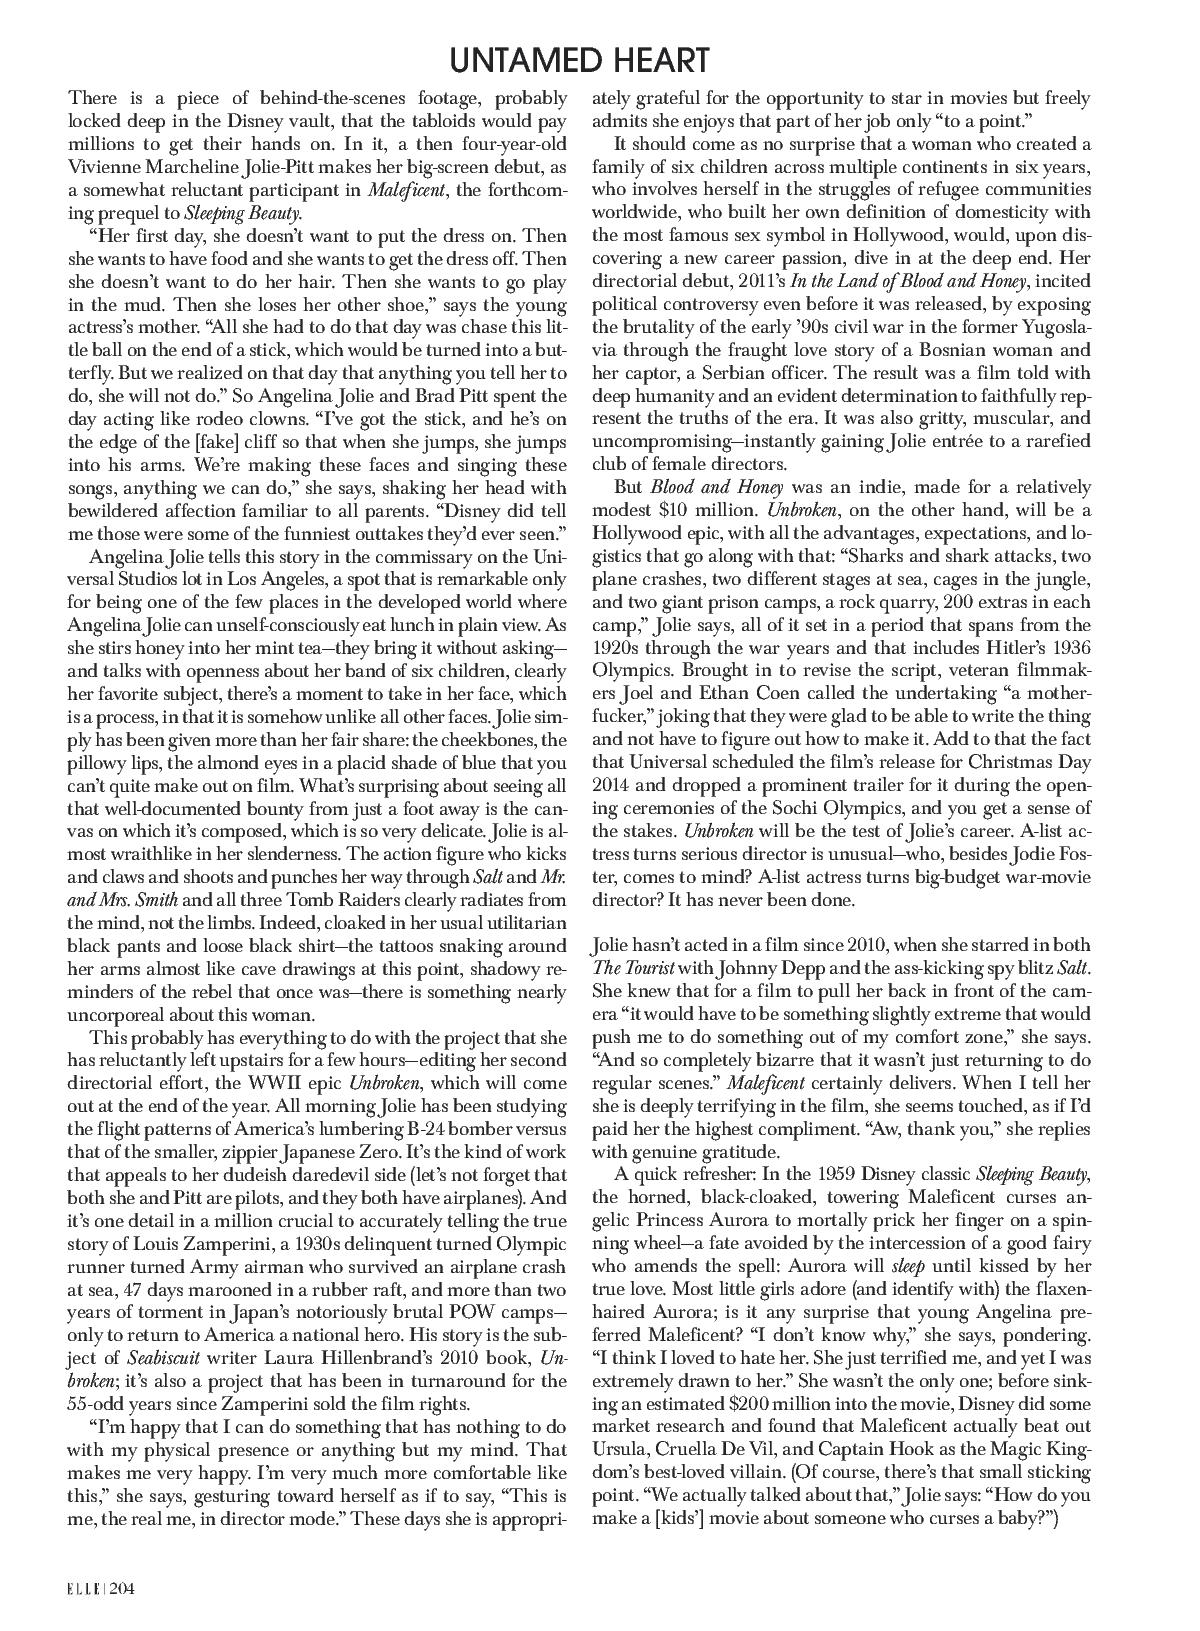 UNTAMED HEART
There is a piece of behind-the-scenes footage, probably
locked deep in the Disney vault, that the tabloids would pay
millions to get their hands on. In it, a then four-year-old
Vivienne Marcheline Jolie-Pitt makes her big-screen debut, as
a somewhat reluctant participant in Maleficent, the forthcom-
ing prequel to Sleeping Beauty.
“Her first day, she doesn’t want to put the dress on. Then
she wants to have food and she wants to get the dress off. Then
she doesn’t want to do her hair. Then she wants to go play
in the mud. Then she loses her other shoe,” says the young
actress’s mother. “All she had to do that day was chase this lit-
tle ball on the end of a stick, which would be turned into a but-
terfly. But we realized on that day that anything you tell her to
do, she will not do.” So Angelina Jolie and Brad Pitt spent the
day acting like rodeo clowns. “I’ve got the stick, and he’s on
the edge of the [fake] cliff so that when she jumps, she jumps
into his arms. We’re making these faces and singing these
songs, anything we can do,” she says, shaking her head with
bewildered affection familiar to all parents. “Disney did tell
me those were some of the funniest outtakes they’d ever seen.”
Angelina Jolie tells this story in the commissary on the Uni-
versal Studios lot in Los Angeles, a spot that is remarkable only
for being one of the few places in the developed world where
Angelina Jolie can unself-consciously eat lunch in plain view. As
she stirs honey into her mint tea—they bring it without asking—
and talks with openness about her band of six children, clearly
her favorite subject, there’s a moment to take in her face, which
is a process, in that it is somehow unlike all other faces. Jolie sim-
ply has been given more than her fair share: the cheekbones, the
pillowy lips, the almond eyes in a placid shade of blue that you
can’t quite make out on film. What’s surprising about seeing all
that well-documented bounty from just a foot away is the can-
vas on which it’s composed, which is so very delicate. Jolie is al-
most wraithlike in her slenderness. The action figure who kicks
and claws and shoots and punches her way through Salt and Mr.
and Mrs. Smith and all three Tomb Raiders clearly radiates from
the mind, not the limbs. Indeed, cloaked in her usual utilitarian
black pants and loose black shirt—the tattoos snaking around
her arms almost like cave drawings at this point, shadowy re-
minders of the rebel that once was—there is something nearly
uncorporeal about this woman.
This probably has everything to do with the project that she
has reluctantly left upstairs for a few hours—editing her second
directorial effort, the WWII epic Unbroken, which will come
out at the end of the year. All morning Jolie has been studying
the flight patterns of America’s lumbering B-24 bomber versus
that of the smaller, zippier Japanese Zero. It’s the kind of work
that appeals to her dudeish daredevil side (let’s not forget that
both she and Pitt are pilots, and they both have airplanes). And
it’s one detail in a million crucial to accurately telling the true
story of Louis Zamperini, a 1930s delinquent turned Olympic
runner turned Army airman who survived an airplane crash
at sea, 47 days marooned in a rubber raft, and more than two
years of torment in Japan’s notoriously brutal POW camps—
only to return to America a national hero. His story is the sub-
ject of Seabiscuit writer Laura Hillenbrand’s 2010 book, Un-
broken; it’s also a project that has been in turnaround for the
55-odd years since Zamperini sold the film rights.
“I’m happy that I can do something that has nothing to do
with my physical presence or anything but my mind. That
makes me very happy. I’m very much more comfortable like
this,” she says, gesturing toward herself as if to say, “This is
me, the real me, in director mode.” These days she is appropri-
ately grateful for the opportunity to star in movies but freely
admits she enjoys that part of her job only “to a point.”
It should come as no surprise that a woman who created a
family of six children across multiple continents in six years,
who involves herself in the struggles of refugee communities
worldwide, who built her own definition of domesticity with
the most famous sex symbol in Hollywood, would, upon dis-
covering a new career passion, dive in at the deep end. Her
directorial debut, 2011’s In the Land of Blood and Honey, incited
political controversy even before it was released, by exposing
the brutality of the early ’90s civil war in the former Yugosla-
via through the fraught love story of a Bosnian woman and
her captor, a Serbian officer. The result was a film told with
deep humanity and an evident determination to faithfully rep-
resent the truths of the era. It was also gritty, muscular, and
uncompromising—instantly gaining Jolie entrée to a rarefied
club of female directors.
But Blood and Honey was an indie, made for a relatively
modest $10 million. Unbroken, on the other hand, will be a
Hollywood epic, with all the advantages, expectations, and lo-
gistics that go along with that: “Sharks and shark attacks, two
plane crashes, two different stages at sea, cages in the jungle,
and two giant prison camps, a rock quarry, 200 extras in each
camp,” Jolie says, all of it set in a period that spans from the
1920s through the war years and that includes Hitler’s 1936
Olympics. Brought in to revise the script, veteran filmmak-
ers Joel and Ethan Coen called the undertaking “a mother-
fucker,” joking that they were glad to be able to write the thing
and not have to figure out how to make it. Add to that the fact
that Universal scheduled the film’s release for Christmas Day
2014 and dropped a prominent trailer for it during the open-
ing ceremonies of the Sochi Olympics, and you get a sense of
the stakes. Unbroken will be the test of Jolie’s career. A-list ac-
tress turns serious director is unusual—who, besides Jodie Fos-
ter, comes to mind? A-list actress turns big-budget war-movie
director? It has never been done.
Jolie hasn’t acted in a film since 2010, when she starred in both
The Tourist with Johnny Depp and the ass-kicking spy blitz Salt.
She knew that for a film to pull her back in front of the cam-
era “it would have to be something slightly extreme that would
push me to do something out of my comfort zone,” she says.
“And so completely bizarre that it wasn’t just returning to do
regular scenes.” Maleficent certainly delivers. When I tell her
she is deeply terrifying in the film, she seems touched, as if I’d
paid her the highest compliment. “Aw, thank you,” she replies
with genuine gratitude.
A quick refresher: In the 1959 Disney classic Sleeping Beauty,
the horned, black-cloaked, towering Maleficent curses an-
gelic Princess Aurora to mortally prick her finger on a spin-
ning wheel—a fate avoided by the intercession of a good fairy
who amends the spell: Aurora will sleep until kissed by her
true love. Most little girls adore (and identify with) the flaxen-
haired Aurora; is it any surprise that young Angelina pre-
ferred Maleficent? “I don’t know why,” she says, pondering.
“I think I loved to hate her. She just terrified me, and yet I was
extremely drawn to her.” She wasn’t the only one; before sink-
ing an estimated $200 million into the movie, Disney did some
market research and found that Maleficent actually beat out
Ursula, Cruella De Vil, and Captain Hook as the Magic King-
dom’s best-loved villain. (Of course, there’s that small sticking
point. “We actually talked about that,” Jolie says: “How do you
make a [kids’] movie about someone who curses a baby?”)
ELLE | 204